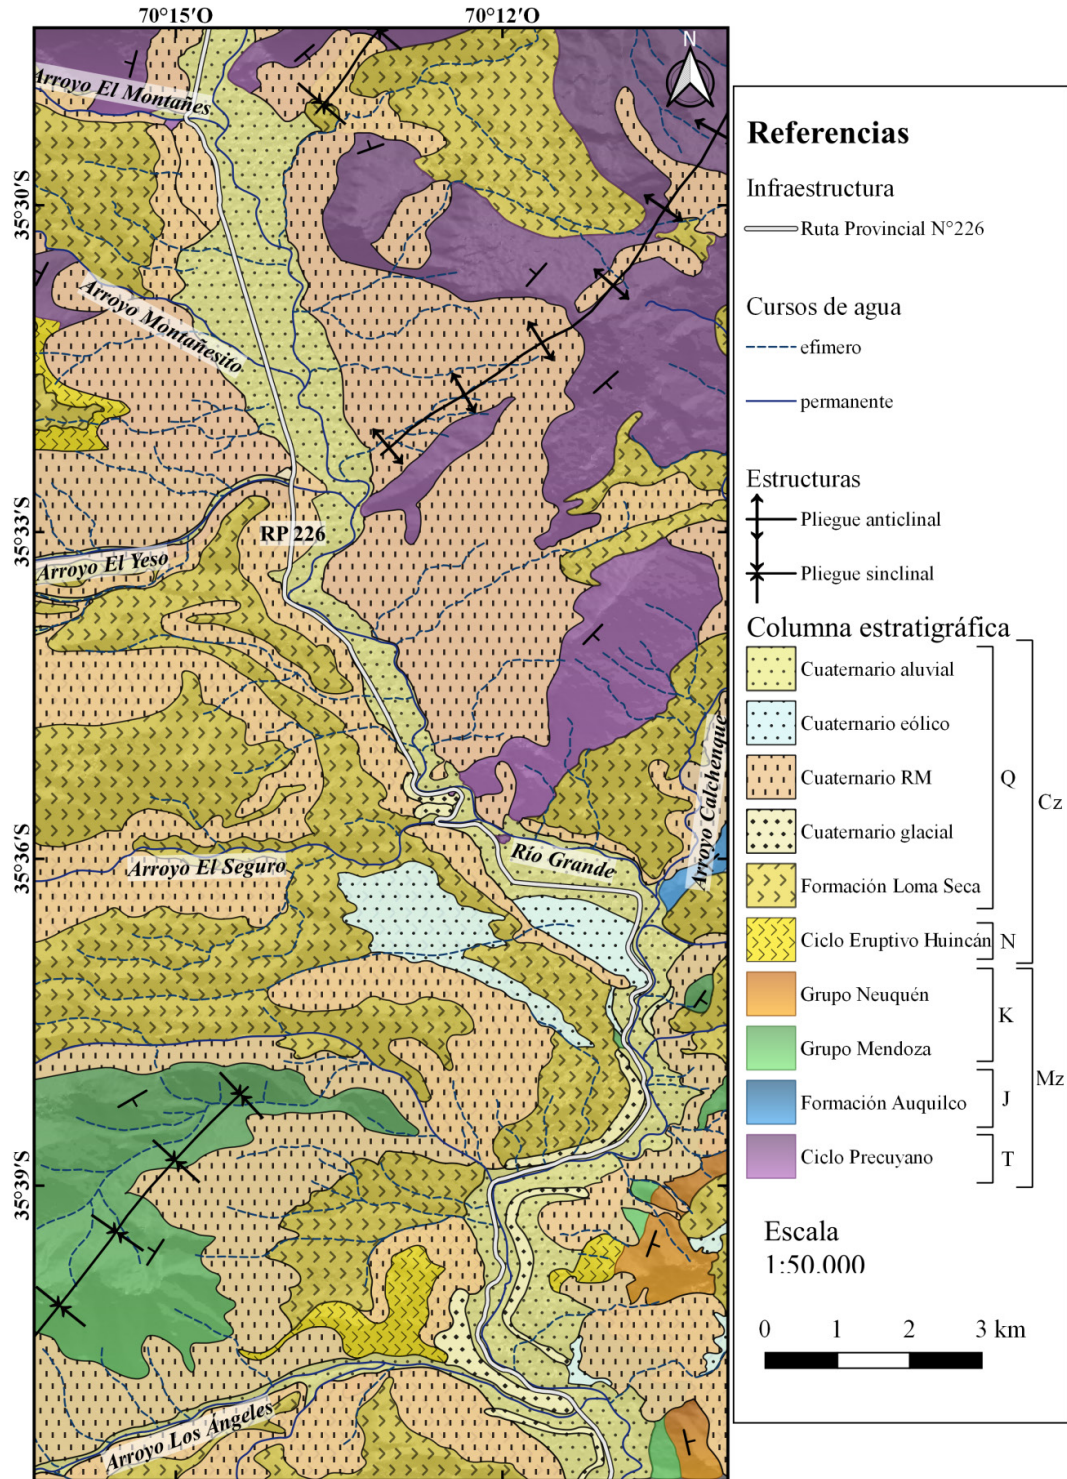 70°15'O
70°12'O
N
Arroyo El Montañes
35°30'S
Arroyo Montañesito
RP 226
35°33'S
Arroyo El Yeso
Arroyo Calchenque
35°36'S
Arroyo El Seguro
Río Grande
35°39'S
Arroyo Los Ángeles
Referencias
Infraestructura
Ruta Provincial N°226
Cursos de agua
efímero
permanente
Estructuras
Pliegue anticlinal
Pliegue sinclinal
Columna estratigráfica
Cuaternario aluvial
Cuaternario eólico
Cuaternario RM
Q
Cz
Cuaternario glacial
Formación Loma Seca
Ciclo Eruptivo Huincán
N
Grupo Neuquén
K
Grupo Mendoza
Mz
Formación Auquilco
J
Ciclo Precuyano
T
Escala
1:50.000
0 1 2 3 km